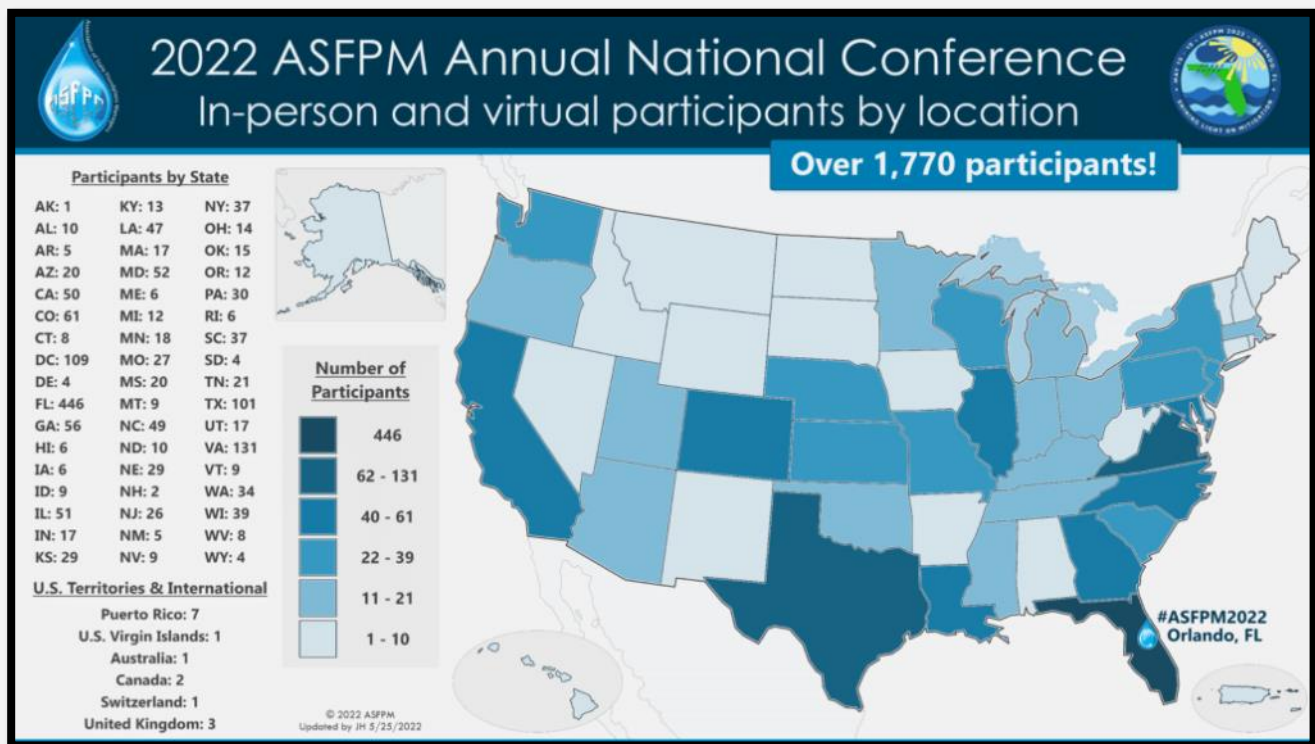 2022 ASFPM Annual National Conference
In-person and virtual participants by location
ASFPM
Over 1,770 participants!
Participants by State
AK: 1 KY: 13 NY: 37
AL: 10 LA: 47 OH: 14
AR: 5 MA: 17 OK: 15
AZ: 20 MD: 52 OR: 12
CA: 50 ME: 6 PA: 30
CO: 61 MI: 12 RI: 6
CT: 8 MN: 18 SC: 37
DC: 109 MO: 27 SD: 4
DE: 4 MS: 20 TN: 21
FL: 446 MT: 9 TX: 101
GA: 56 NC: 49 UT: 17
HI: 6 ND: 10 VA: 131
IA: 6 NE: 29 VT: 9
ID: 9 NH: 2 WA: 34
IL: 51 NJ: 26 WI: 39
IN: 17 NM: 5 WV: 8
KS: 29 NV: 9 WY: 4
U.S. Territories & International
Puerto Rico: 7
U.S. Virgin Islands: 1
Australia: 1
Canada: 2
Switzerland: 1
United Kingdom: 3
Number of
Participants
446
62 - 131
40 - 61
22 - 39
11 - 21
1 - 10
© 2022 ASFPM
Updated by JH 5/25/2022
#ASFPM2022
Orlando, FL